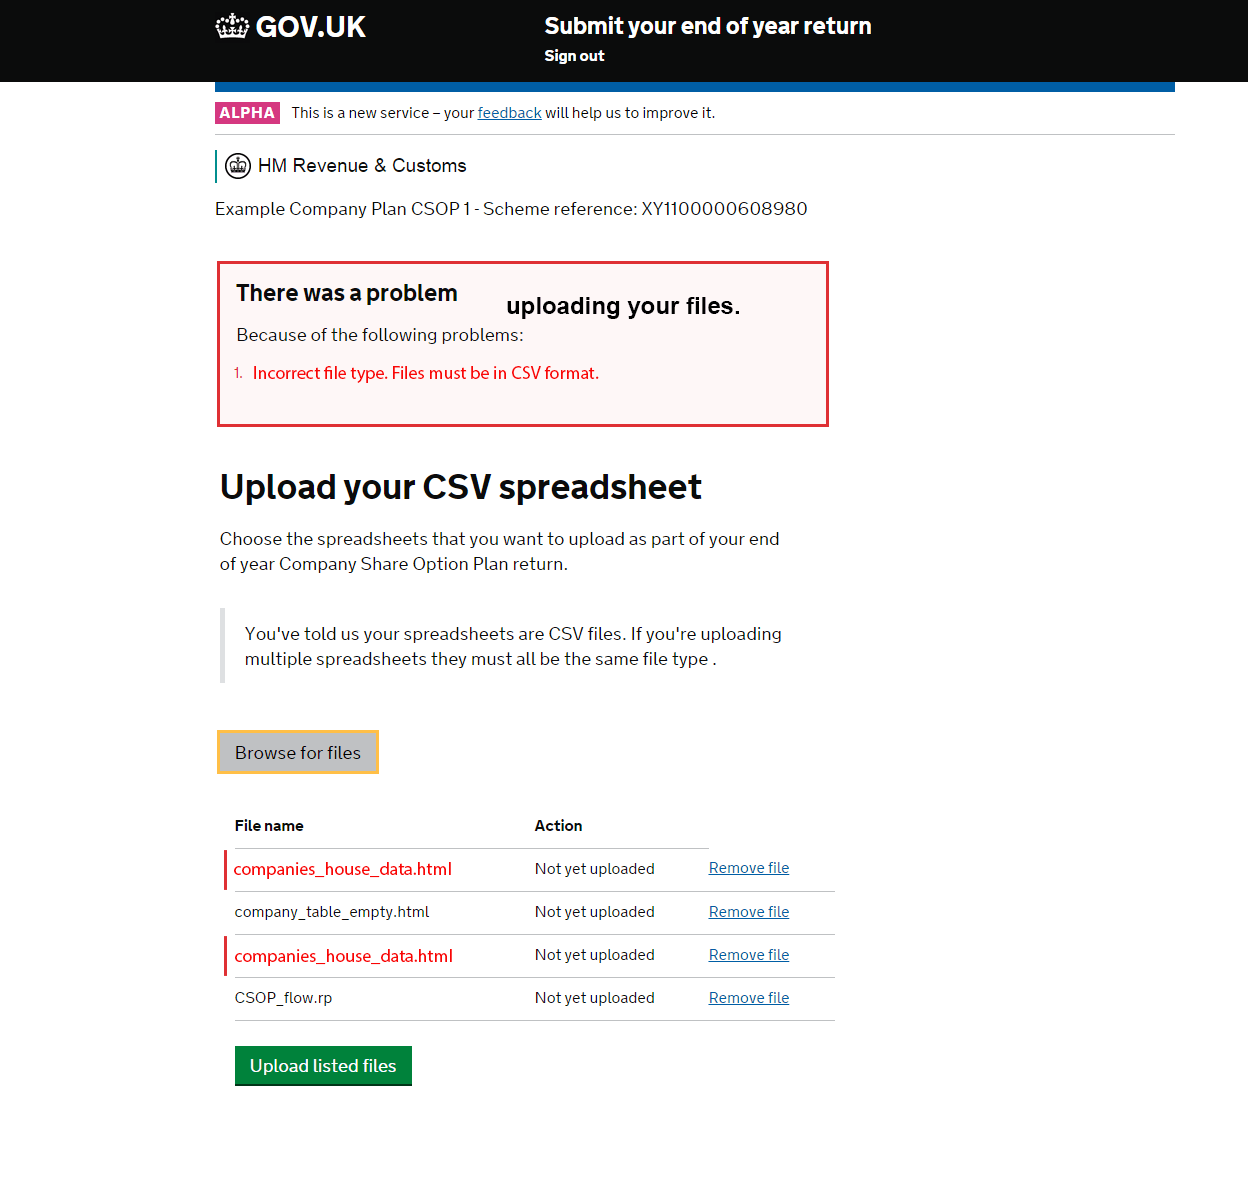 GOV.UK
Submit your end of year return
Sign out
ALPHA This is a new service – your feedback will help us to improve it.
HM Revenue & Customs
Example Company Plan CSOP 1 - Scheme reference: XY1100000608980
There was a problem uploading your files.
Because of the following problems:
1. Incorrect file type. Files must be in CSV format.
Upload your CSV spreadsheet
Choose the spreadsheets that you want to upload as part of your end
of year Company Share Option Plan return.
You've told us your spreadsheets are CSV files. If you're uploading
multiple spreadsheets they must all be the same file type .
Browse for files
File name Action
companies_house_data.html Not yet uploaded Remove file
company_table_empty.html Not yet uploaded Remove file
companies_house_data.html Not yet uploaded Remove file
CSOP_flow.rp Not yet uploaded Remove file
Upload listed files